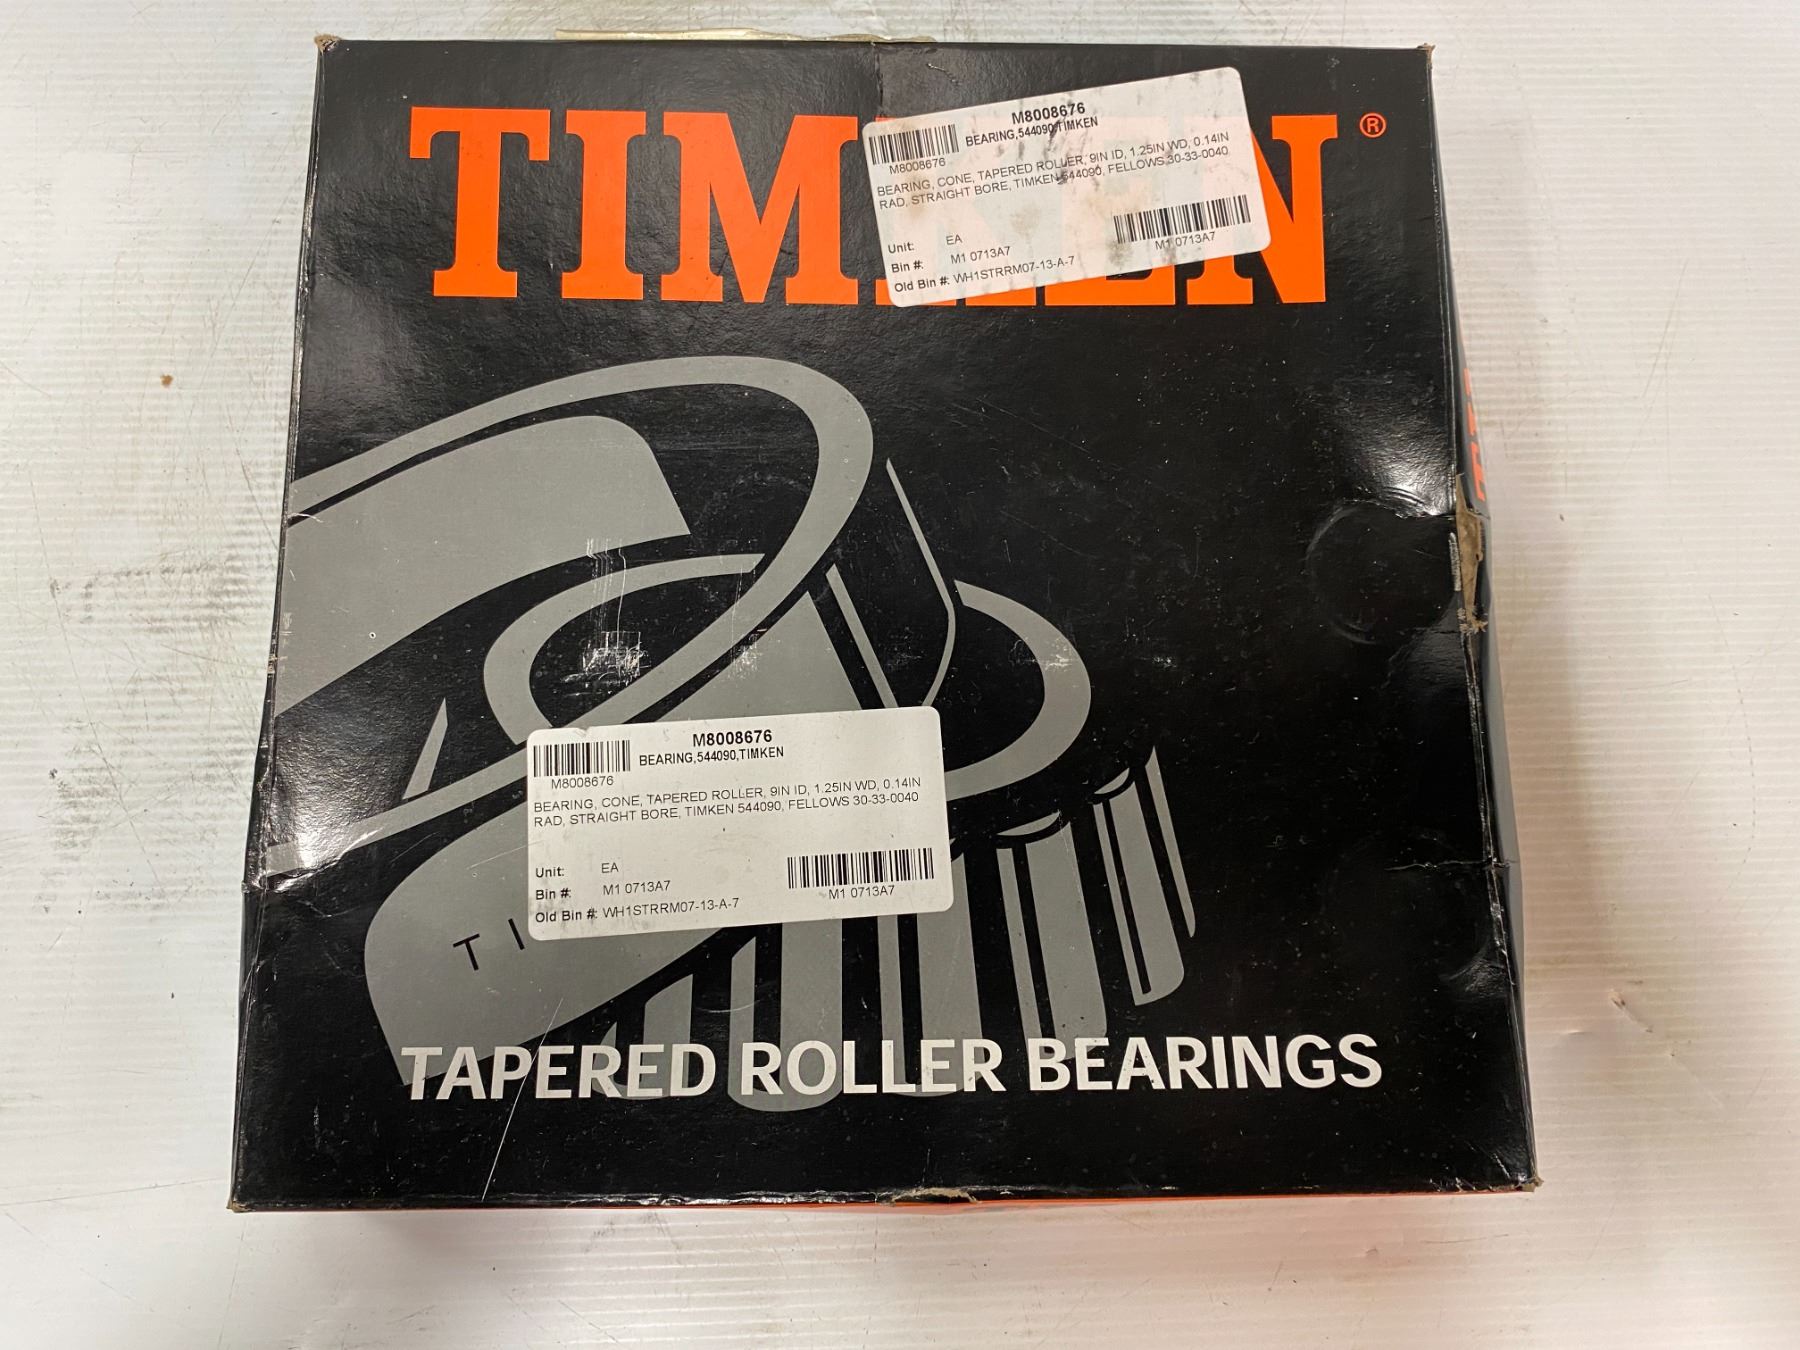 TIMKEN®
M8008676
BEARING,544090,TIMKEN
M8008676
BEARING, CONE, TAPERED ROLLER, 9IN ID, 1.25IN WD, 0.14IN
RAD, STRAIGHT BORE, TIMKEN 544090, FELLOWS 30-33-0040
Unit: EA
Bin #: M1 0713A7
M1 0713A7
Old Bin #: WH1STRRM07-13-A-7
M8008676
BEARING,544090,TIMKEN
M8008676
BEARING, CONE, TAPERED ROLLER, 9IN ID, 1.25IN WD, 0.14IN
RAD, STRAIGHT BORE, TIMKEN 544090, FELLOWS 30-33-0040
Unit: EA
Bin #: M1 0713A7
M1 0713A7
Old Bin #: WH1STRRM07-13-A-7
T I
TAPERED ROLLER BEARINGS